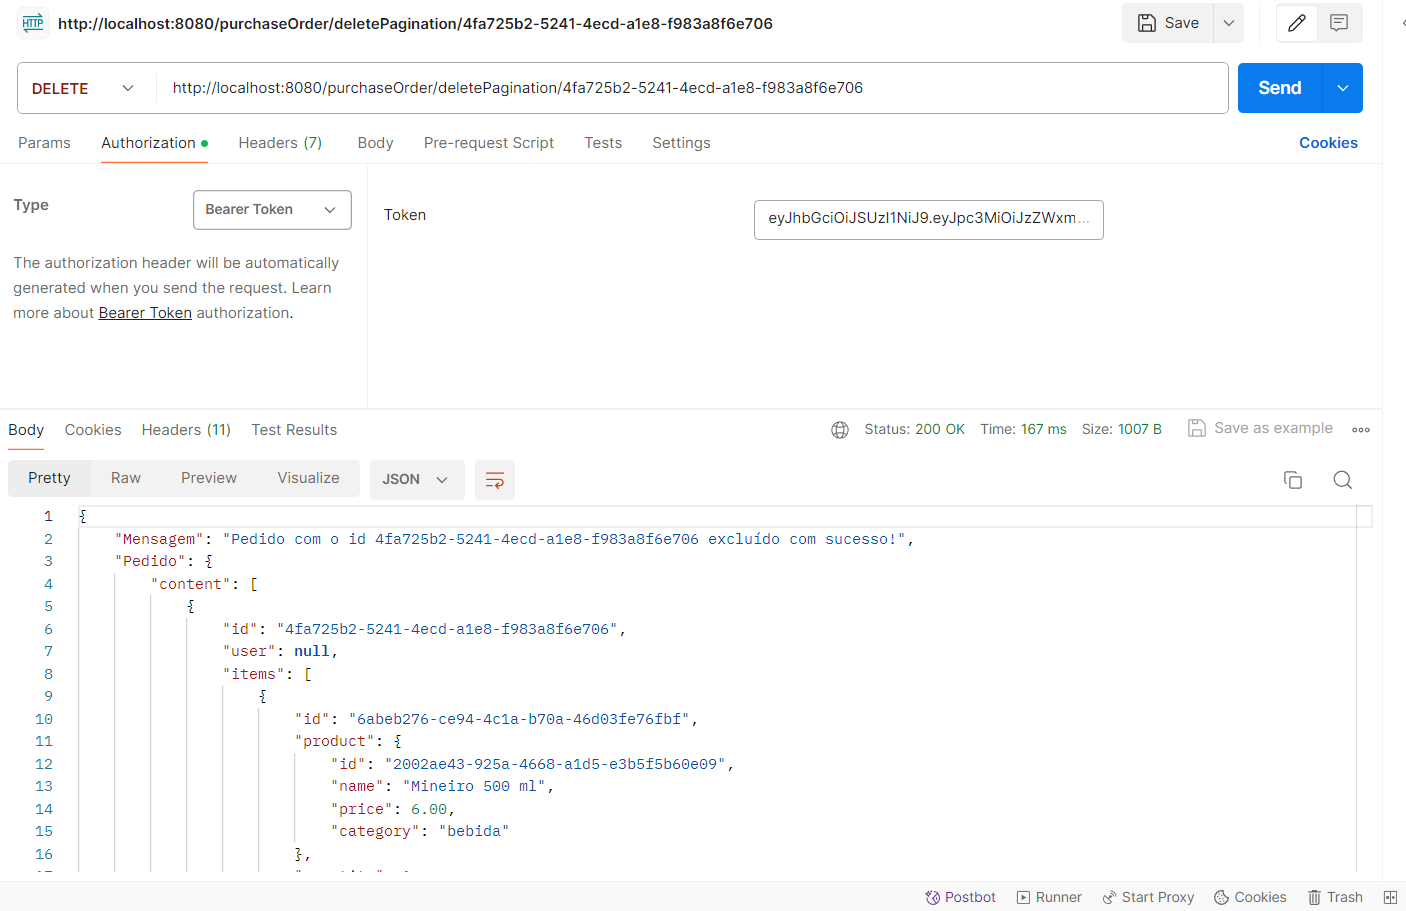 HTTP http://localhost:8080/purchaseOrder/deletePagination/4fa725b2-5241-4ecd-a1e8-f983a8f6e706 Save
DELETE http://localhost:8080/purchaseOrder/deletePagination/4fa725b2-5241-4ecd-a1e8-f983a8f6e706 Send
Params Authorization Headers (7) Body Pre-request Script Tests Settings Cookies
Type Bearer Token Token eyJhbGciOiJSUzI1NiJ9.eyJpc3MiOiJzZWxm...
The authorization header will be automatically
generated when you send the request. Learn
more about Bearer Token authorization.
Body Cookies Headers (11) Test Results Status: 200 OK Time: 167 ms Size: 1007 B Save as example
Pretty Raw Preview Visualize JSON
1 {
2 "Mensagem": "Pedido com o id 4fa725b2-5241-4ecd-a1e8-f983a8f6e706 excluído com sucesso!",
3 "Pedido": {
4 "content": [
5 {
6 "id": "4fa725b2-5241-4ecd-a1e8-f983a8f6e706",
7 "user": null,
8 "items": [
9 {
10 "id": "6abeb276-ce94-4c1a-b70a-46d03fe76fbf",
11 "product": {
12 "id": "2002ae43-925a-4668-a1d5-e3b5f5b60e09",
13 "name": "Mineiro 500 ml",
14 "price": 6.00,
15 "category": "bebida"
16 },
Postbot Runner Start Proxy Cookies Trash